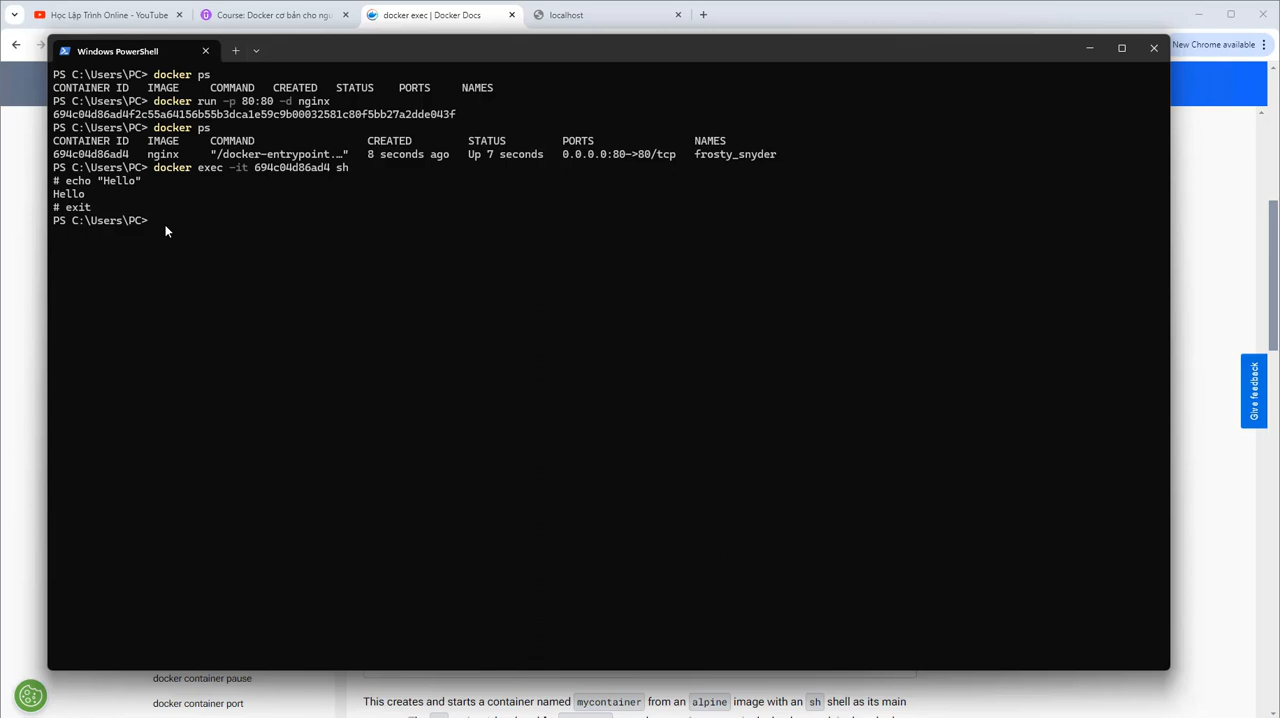 Học Lập Trình Online - YouTube
Course: Docker cơ bản cho ngư
docker exec | Docker Docs
localhost
New Chrome available
Windows PowerShell
PS C:\Users\PC> docker ps
CONTAINER ID IMAGE COMMAND CREATED STATUS PORTS NAMES
PS C:\Users\PC> docker run -p 80:80 -d nginx
694c04d86ad4f2c55a64156b55b3dca1e59c9b00032581c80f5bb27a2dde043f
PS C:\Users\PC> docker ps
CONTAINER ID IMAGE COMMAND CREATED STATUS PORTS NAMES
694c04d86ad4 nginx "/docker-entrypoint.…" 8 seconds ago Up 7 seconds 0.0.0.0:80->80/tcp frosty_snyder
PS C:\Users\PC> docker exec -it 694c04d86ad4 sh
# echo "Hello"
Hello
# exit
PS C:\Users\PC>
Give feedback
docker container pause
docker container port
This creates and starts a container named mycontainer from an alpine image with an sh shell as its main